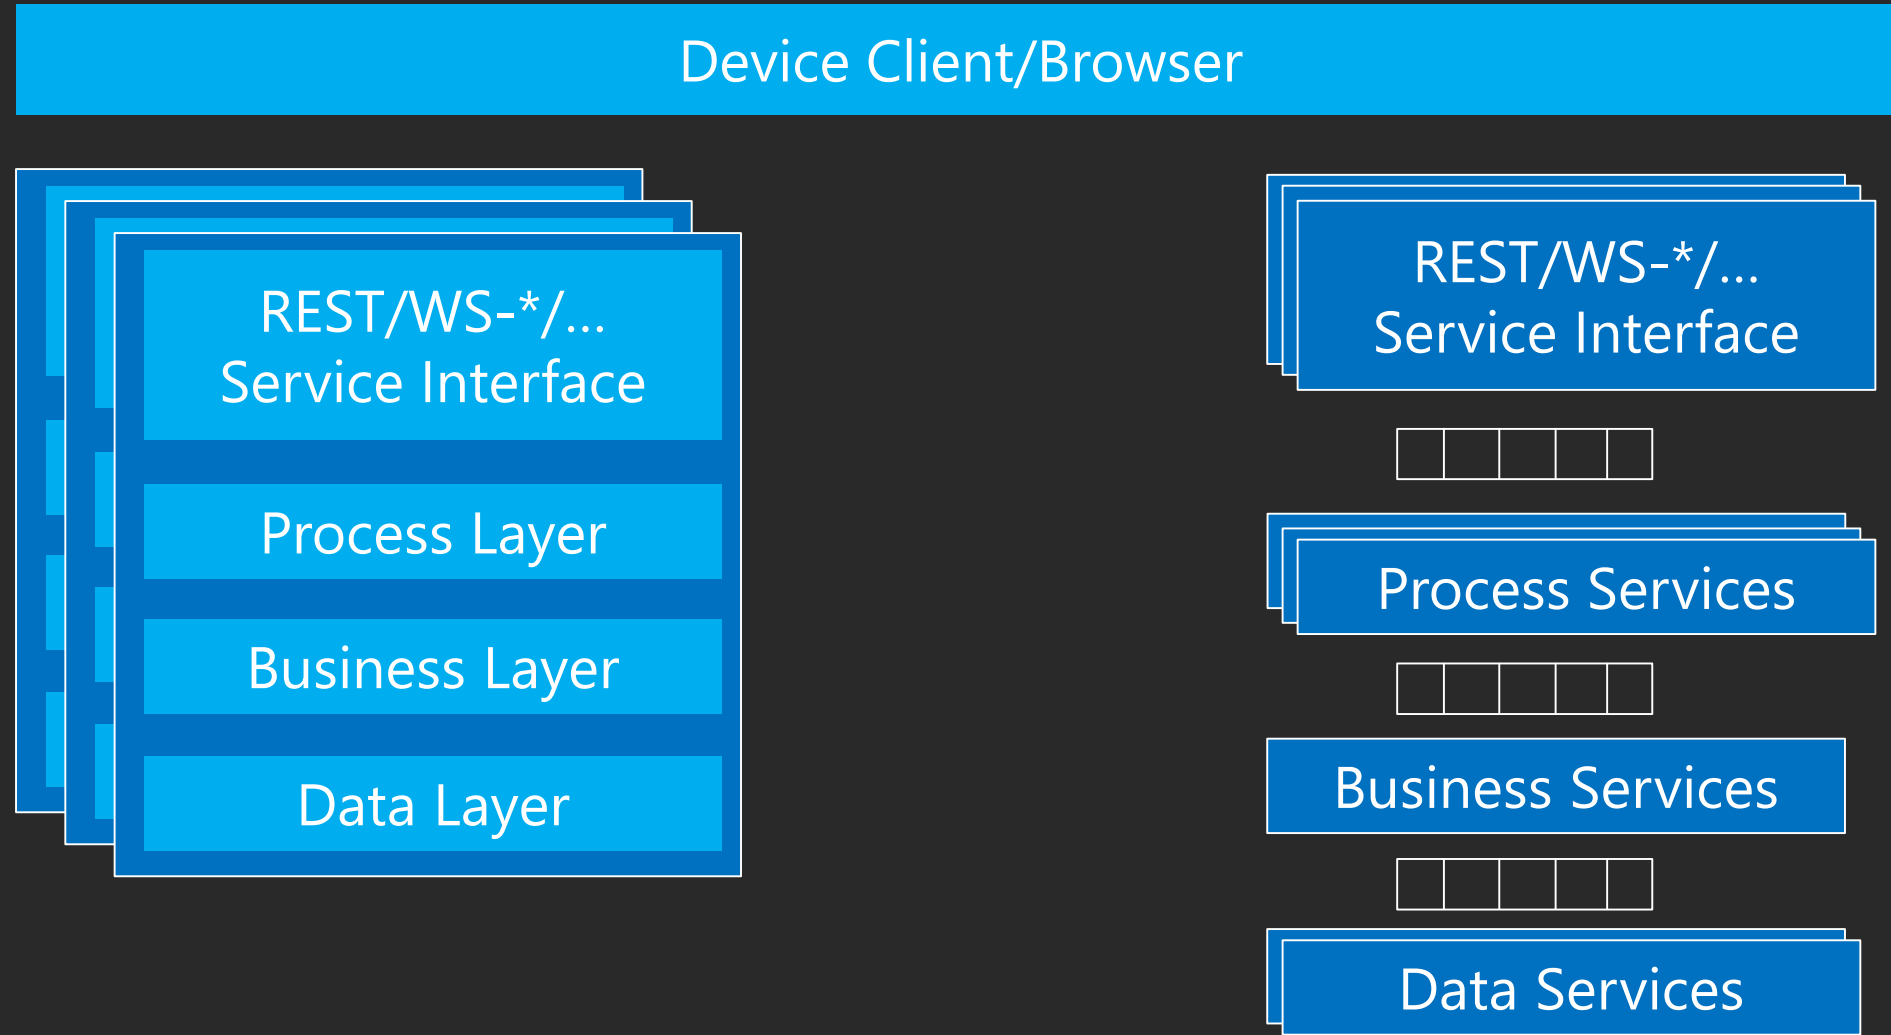 Device Client/Browser
REST/WS-*/...
Service Interface
Process Layer
Business Layer
Data Layer
REST/WS-*/...
Service Interface
Process Services
Business Services
Data Services